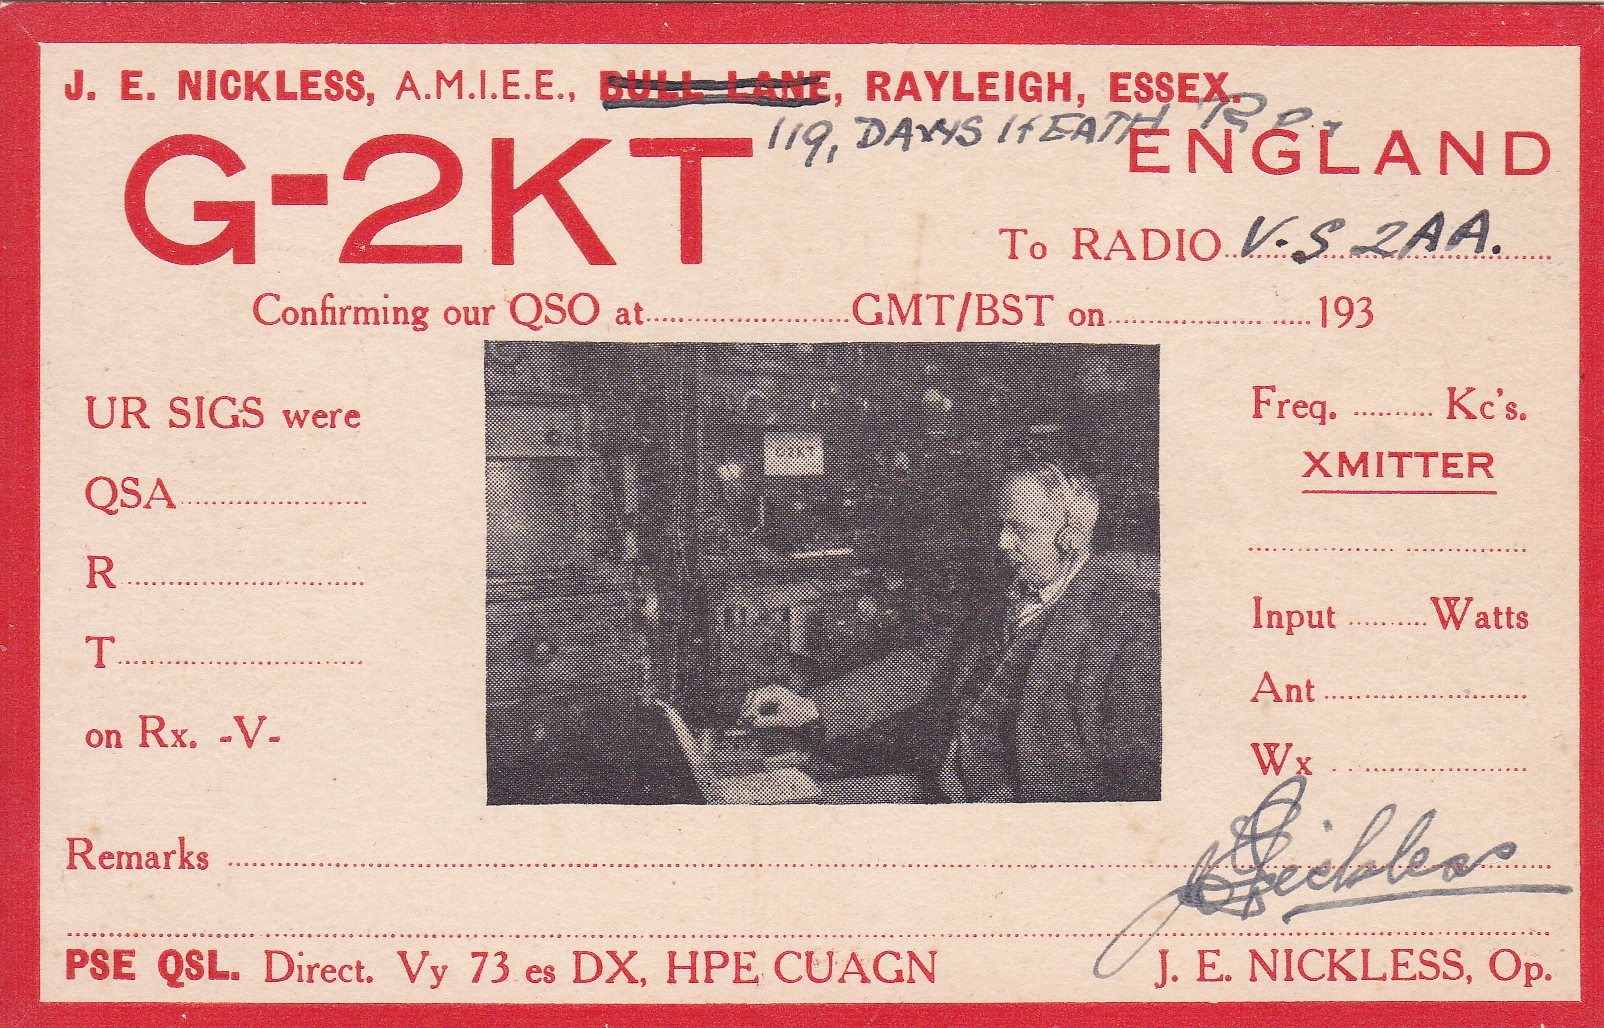 J. E. NICKLESS, A.M.I.E.E., BULL LANE, RAYLEIGH, ESSEX.
119, DAWS HEATH RD,
G-2KT
ENGLAND
To RADIO V.S 2AA.
Confirming our QSO at GMT/BST on 193
UR SIGS were
QSA
R
T
on Rx. -V-
G2KT
Freq. Kc's.
XMITTER
Input Watts
Ant
Wx
Remarks
J E Nickless
PSE QSL. Direct. Vy 73 es DX, HPE CUAGN
J. E. NICKLESS, Op.